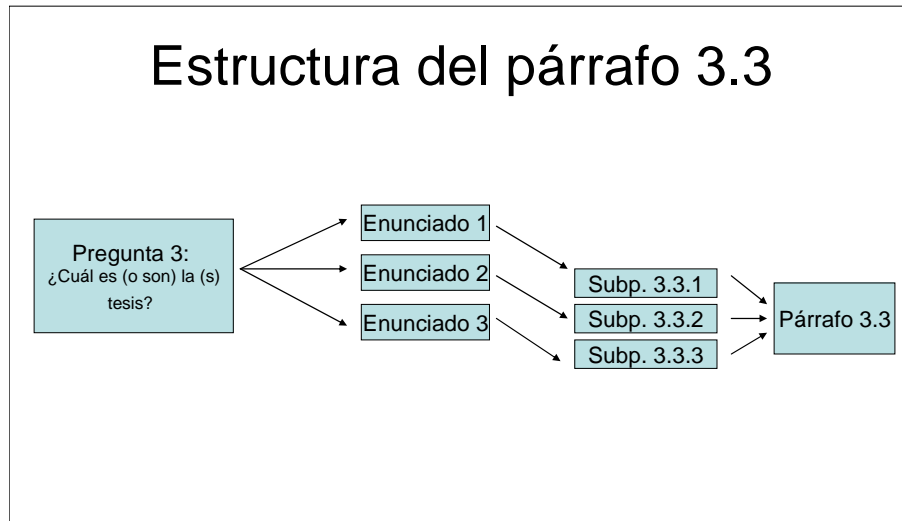 Estructura del párrafo 3.3
Pregunta 3:
¿Cuál es (o son) la (s)
tesis?
Enunciado 1
Enunciado 2
Enunciado 3
Subp. 3.3.1
Subp. 3.3.2
Subp. 3.3.3
Párrafo 3.3